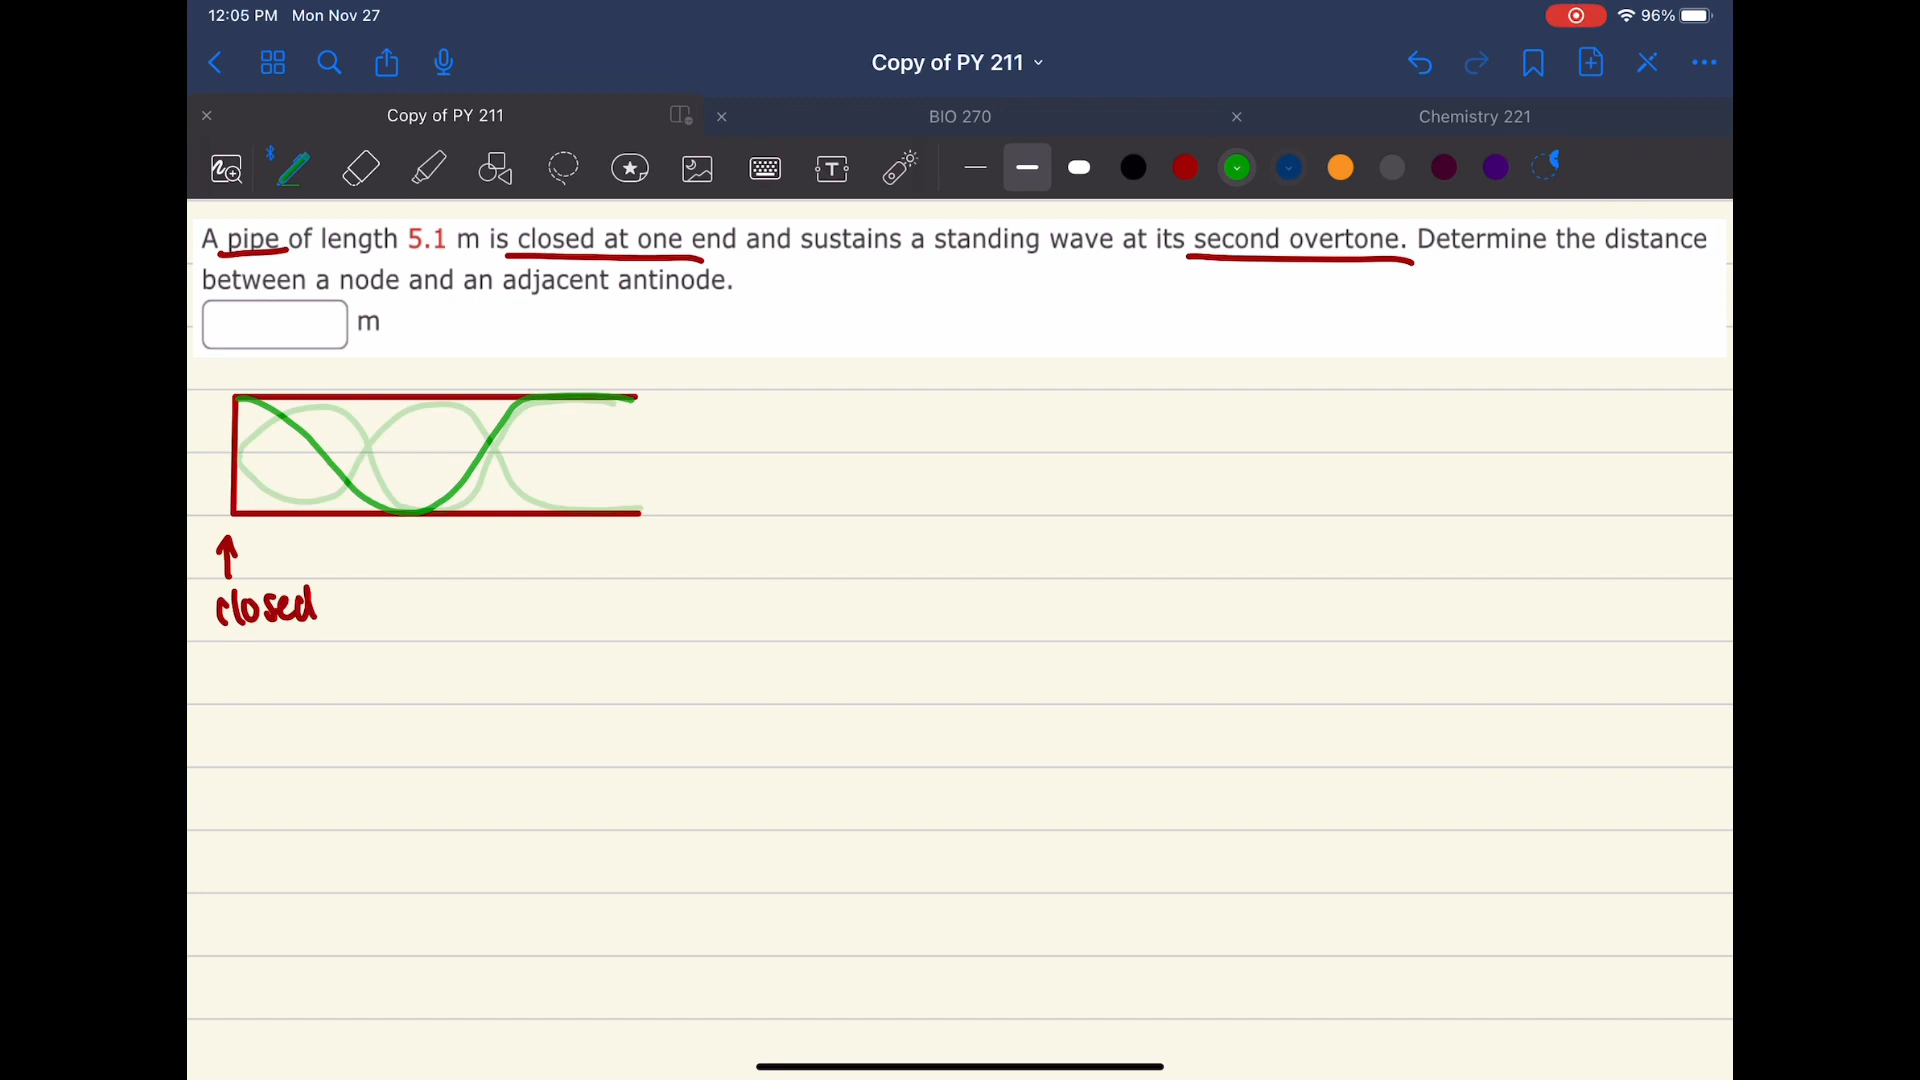 12:05 PM Mon Nov 27
96%
Copy of PY 211
Copy of PY 211
BIO 270
Chemistry 221
T
A pipe of length 5.1 m is closed at one end and sustains a standing wave at its second overtone. Determine the distance
between a node and an adjacent antinode.
m
closed